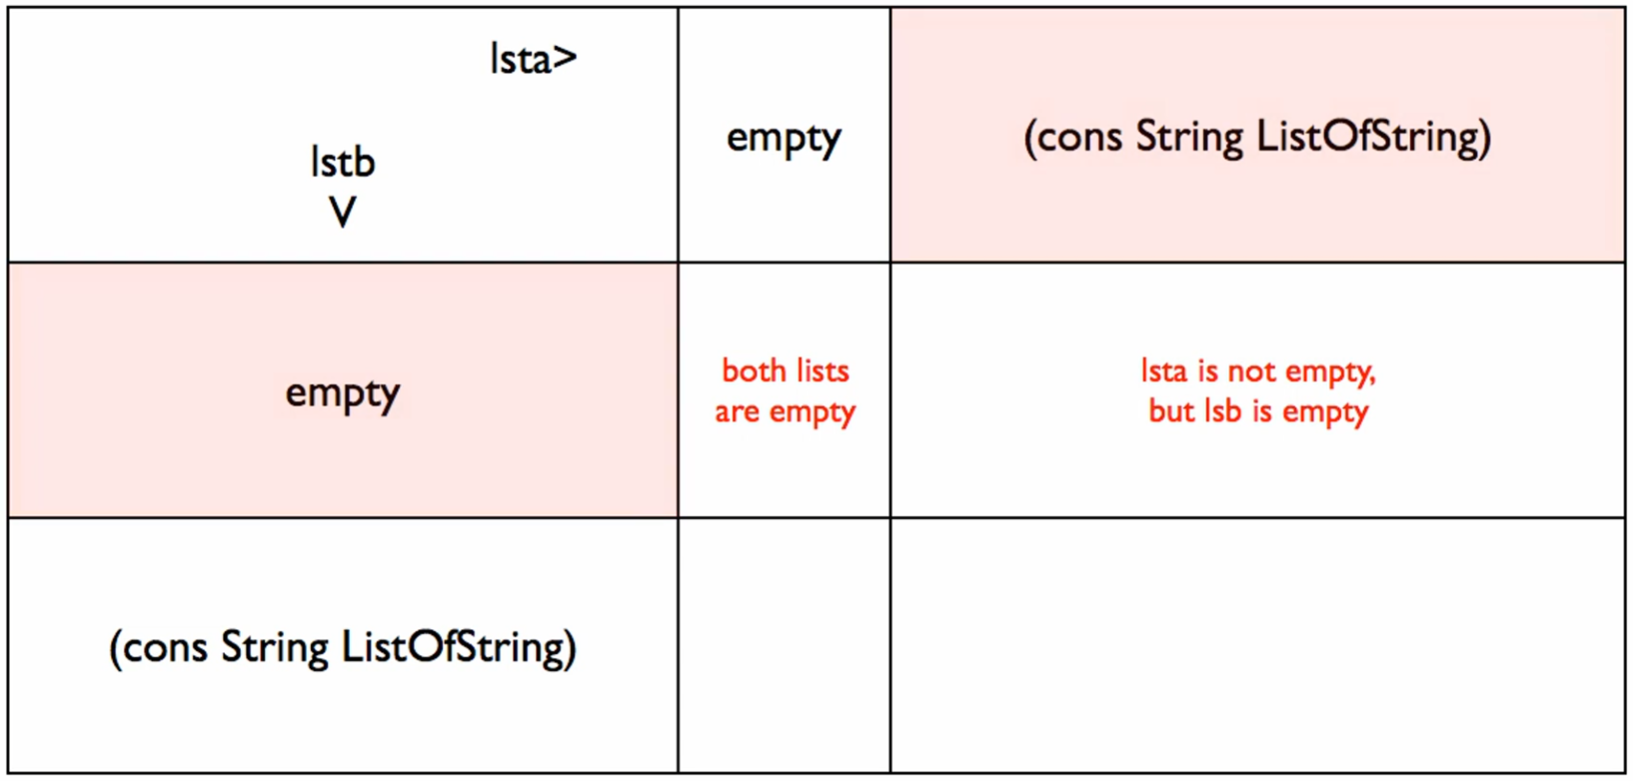 lsta>
lstb
V
empty
(cons String ListOfString)
empty
both lists
are empty
lsta is not empty,
but lsb is empty
(cons String ListOfString)